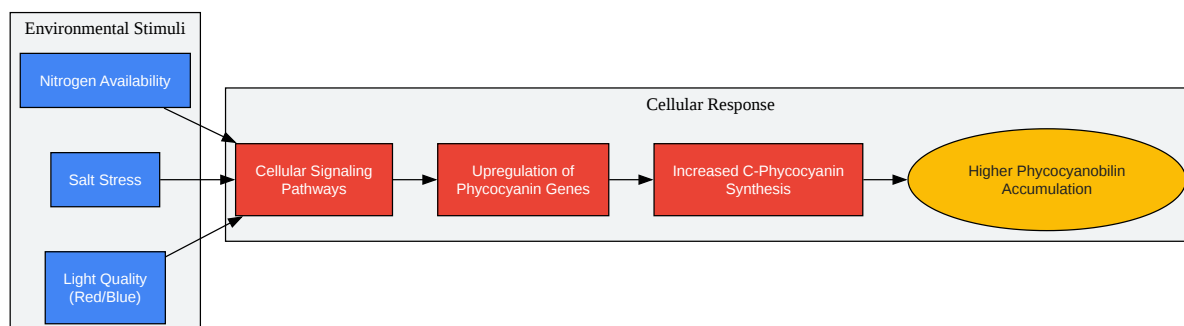 Environmental Stimuli
Nitrogen Availability
Salt Stress
Light Quality
(Red/Blue)
Cellular Response
Cellular Signaling
Pathways
Upregulation of
Phycocyanin Genes
Increased C-Phycocyanin
Synthesis
Higher Phycocyanobilin
Accumulation